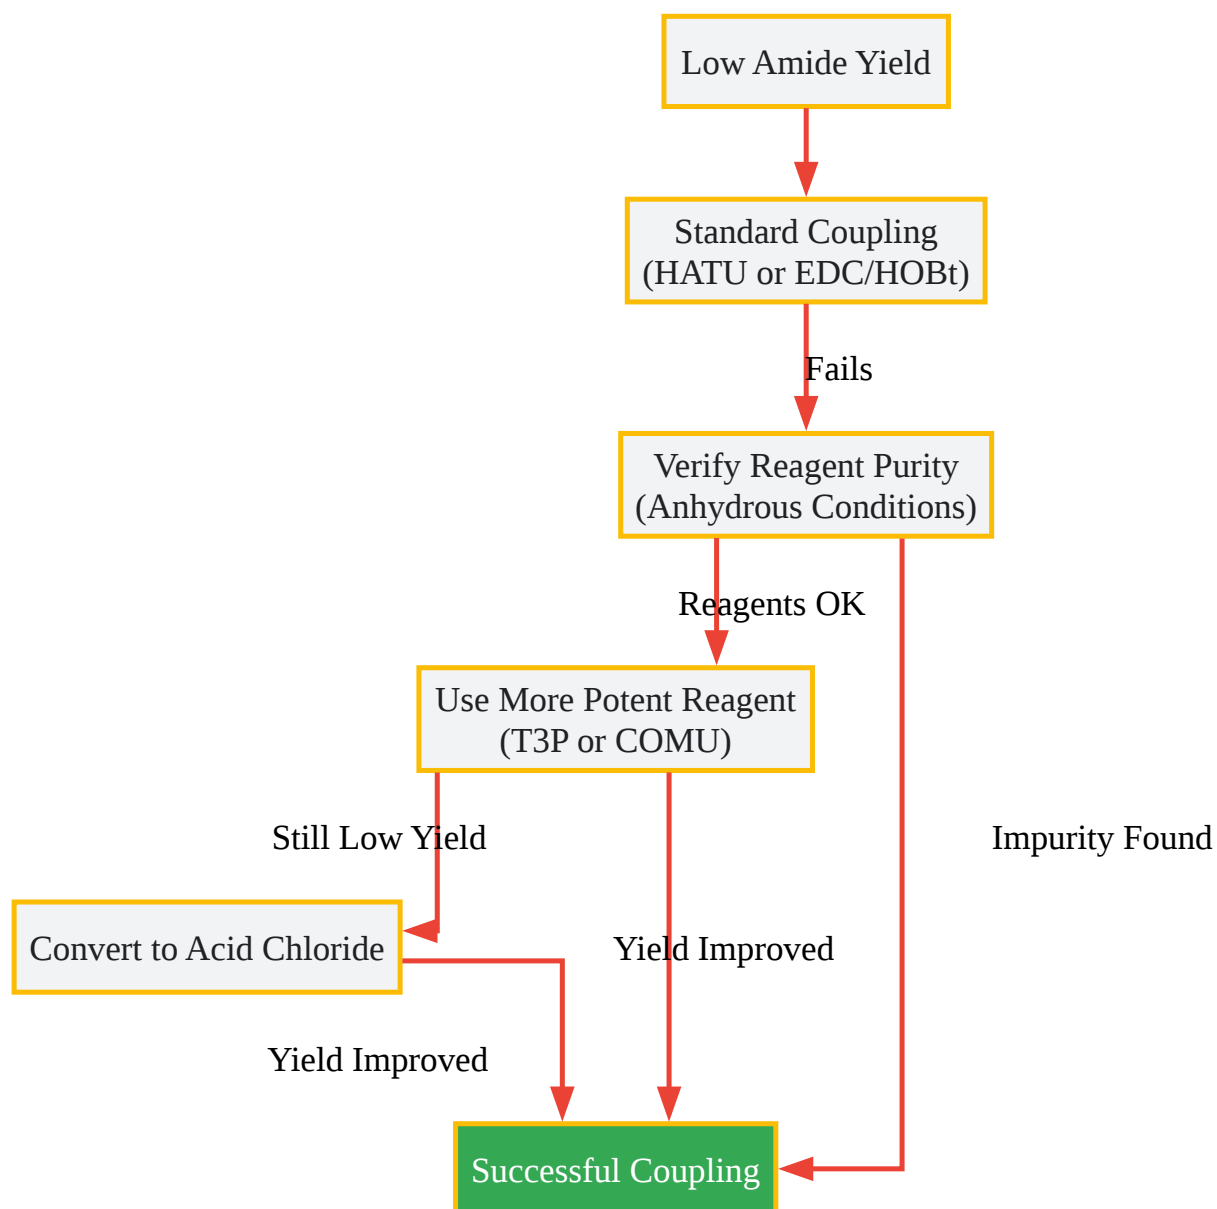 Low Amide Yield
Standard Coupling
(HATU or EDC/HOBt)
Fails
Verify Reagent Purity
(Anhydrous Conditions)
Reagents OK
Use More Potent Reagent
(T3P or COMU)
Still Low Yield
Impurity Found
Convert to Acid Chloride
Yield Improved
Yield Improved
Successful Coupling